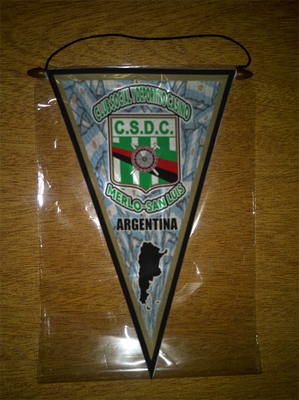 CLUB SOCIAL Y DEPORTIVO CASINO
C.S.D.C.
MERLO-SAN LUIS
ARGENTINA